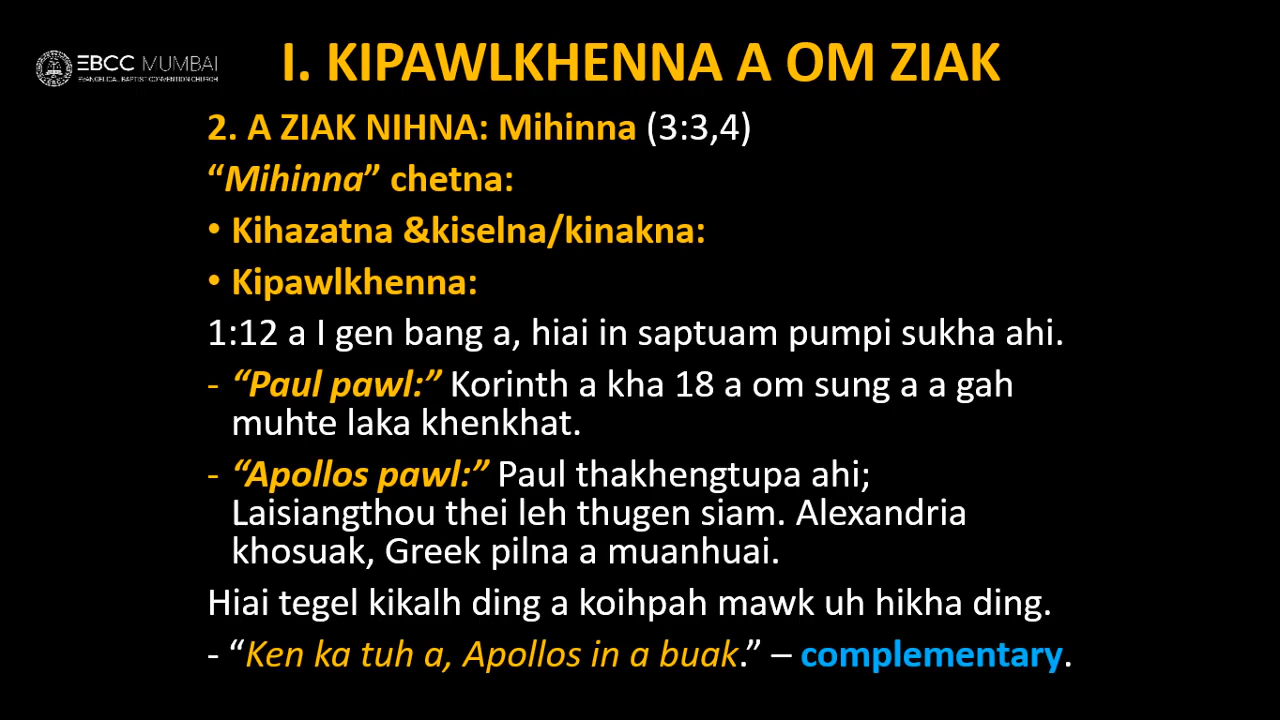 EBCC MUMBAI
EVANGELICAL BAPTIST CONVENTION CHURCH
I. KIPAWLKHENNA A OM ZIAK
2. A ZIAK NIHNA: Mihinna (3:3,4)
“Mihinna” chetna:
• Kihazatna &kiselna/kinakna:
• Kipawlkhenna:
1:12 a I gen bang a, hiai in saptuam pumpi sukha ahi.
- “Paul pawl:” Korinth a kha 18 a om sung a a gah
muhte laka khenkhat.
- “Apollos pawl:” Paul thakhengtupa ahi;
Laisiangthou thei leh thugen siam. Alexandria
khosuak, Greek pilna a muanhuai.
Hiai tegel kikalh ding a koihpah mawk uh hikha ding.
- “Ken ka tuh a, Apollos in a buak.” – complementary.